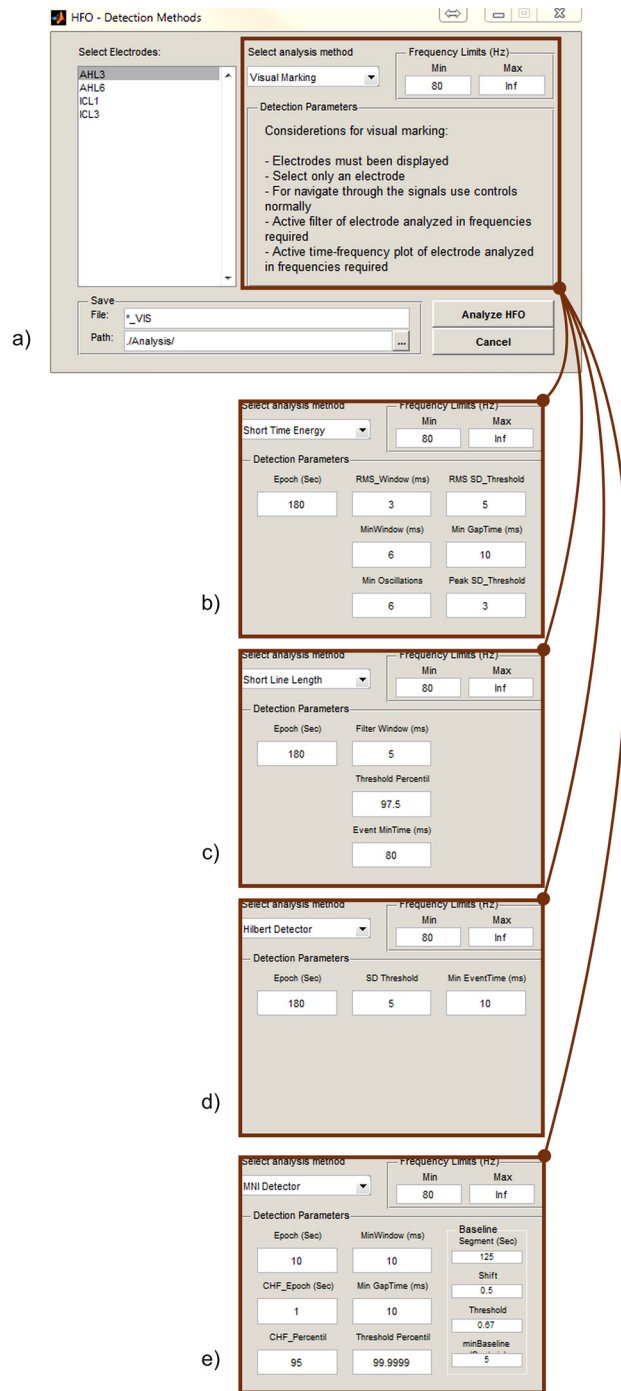 HFO - Detection Methods
Select Electrodes:
AHL3
AHL6
ICL1
ICL3
Select analysis method
Visual Marking
Frequency Limits (Hz)
Min Max
80 Inf
Detection Parameters
Consideretions for visual marking:
- Electrodes must been displayed
- Select only an electrode
- For navigate through the signals use controls
normally
- Active filter of electrode analyzed in frequencies
required
- Active time-frequency plot of electrode analyzed
in frequencies required
Save
File: *_VIS
Path: ./Analysis/ ...
Analyze HFO
Cancel
a)
Select analysis method
Short Time Energy
Frequency Limits (Hz)
Min Max
80 Inf
Detection Parameters
Epoch (Sec) RMS_Window (ms) RMS SD_Threshold
180 3 5
MinWindow (ms) Min GapTime (ms)
6 10
Min Oscillations Peak SD_Threshold
6 3
b)
Select analysis method
Short Line Length
Frequency Limits (Hz)
Min Max
80 Inf
Detection Parameters
Epoch (Sec) Filter Window (ms)
180 5
Threshold Percentil
97.5
Event MinTime (ms)
80
c)
Select analysis method
Hilbert Detector
Frequency Limits (Hz)
Min Max
80 Inf
Detection Parameters
Epoch (Sec) SD Threshold Min EventTime (ms)
180 5 10
d)
Select analysis method
MNI Detector
Frequency Limits (Hz)
Min Max
80 Inf
Detection Parameters
Epoch (Sec) MinWindow (ms)
10 10
CHF_Epoch (Sec) Min GapTime (ms)
1 10
CHF_Percentil Threshold Percentil
95 99.9999
Baseline
Segment (Sec)
125
Shift
0.5
Threshold
0.67
minBaseline
5
e)